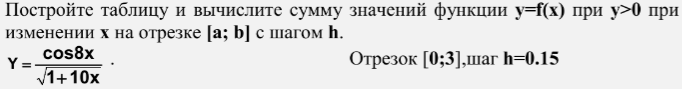 Постройте таблицу и вычислите сумму значений функции y=f(x) при y>0 при
изменении x на отрезке [a; b] с шагом h.
Y = cos8x / √1+10x . Отрезок [0;3],шаг h=0.15